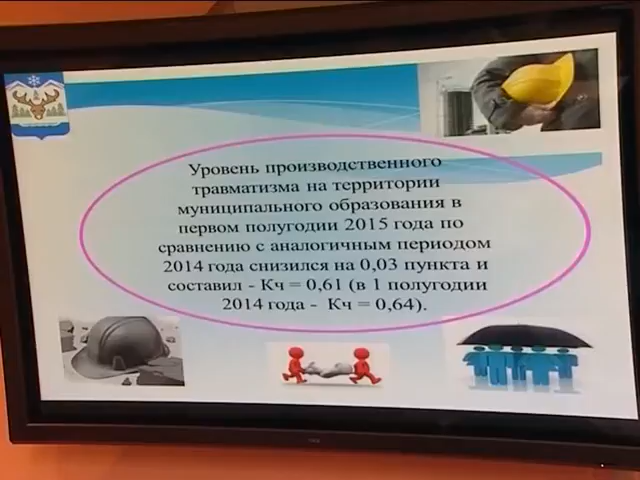 Уровень производственного
травматизма на территории
муниципального образования в
первом полугодии 2015 года по
сравнению с аналогичным периодом
2014 года снизился на 0,03 пункта и
составил - Кч = 0,61 (в 1 полугодии
2014 года - Кч = 0,64).